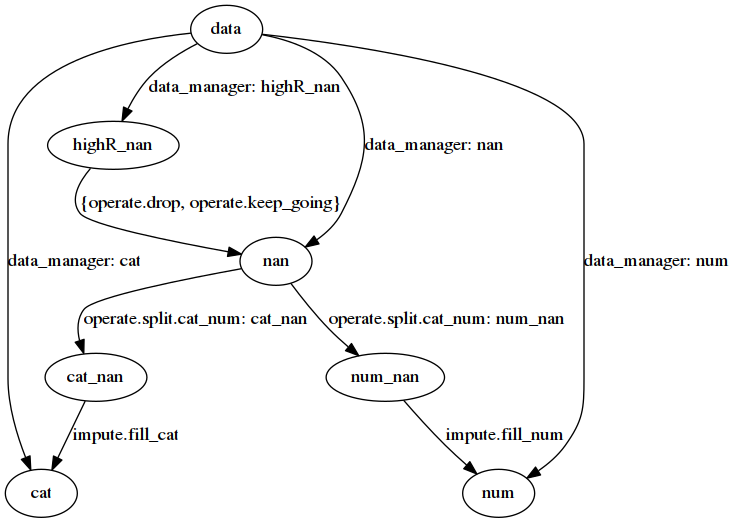 data
data_manager: highR_nan
highR_nan
data_manager: nan
{operate.drop, operate.keep_going}
data_manager: cat
nan
data_manager: num
operate.split.cat_num: cat_nan
operate.split.cat_num: num_nan
cat_nan
num_nan
impute.fill_cat
impute.fill_num
cat
num